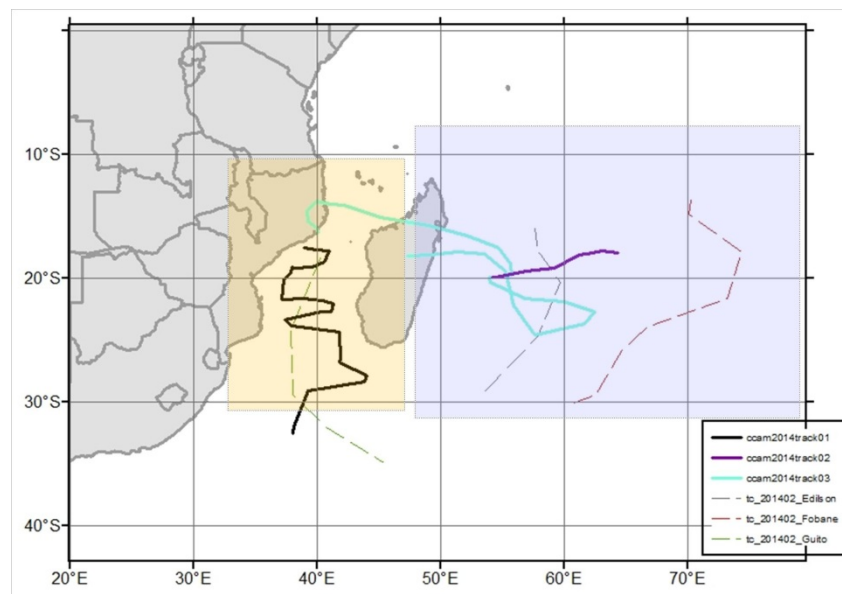 10°S
20°S
30°S
40°S
ccam2014track01
ccam2014track02
ccam2014track03
tc_201402_Edilson
tc_201402_Fobane
tc_201402_Guito
20°E 30°E 40°E 50°E 60°E 70°E